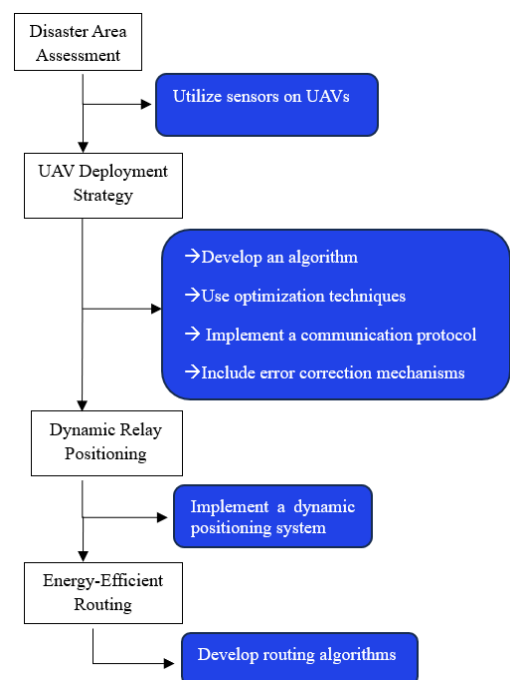 Disaster Area
Assessment
Utilize sensors on UAVs
UAV Deployment
Strategy
→Develop an algorithm
→Use optimization techniques
→ Implement a communication protocol
→Include error correction mechanisms
Dynamic Relay
Positioning
Implement a dynamic
positioning system
Energy-Efficient
Routing
Develop routing algorithms